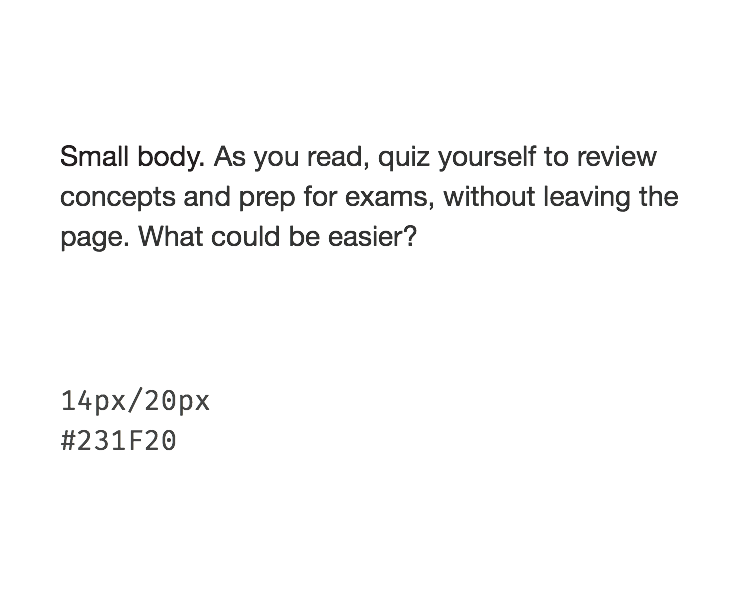 Small body. As you read, quiz yourself to review
concepts and prep for exams, without leaving the
page. What could be easier?
14px/20px
#231F20